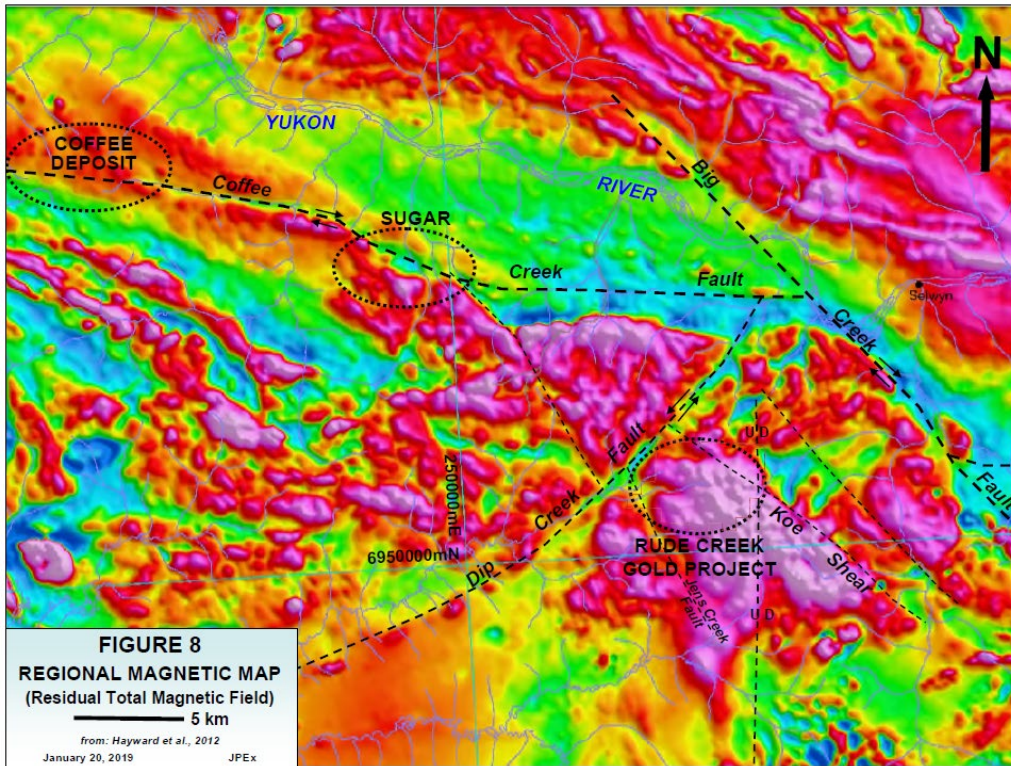 N
YUKON
RIVER
COFFEE
DEPOSIT
Coffee
SUGAR
Creek
Fault
Big
Creek
Fault
Selwyn
U D
Fault
Creek
Dip
250000mE
6950000mN
RUDE CREEK
GOLD PROJECT
Koe
Shear
Jens Creek
Fault
U D
FIGURE 8
REGIONAL MAGNETIC MAP
(Residual Total Magnetic Field)
5 km
from: Hayward et al., 2012
January 20, 2019 JPEx